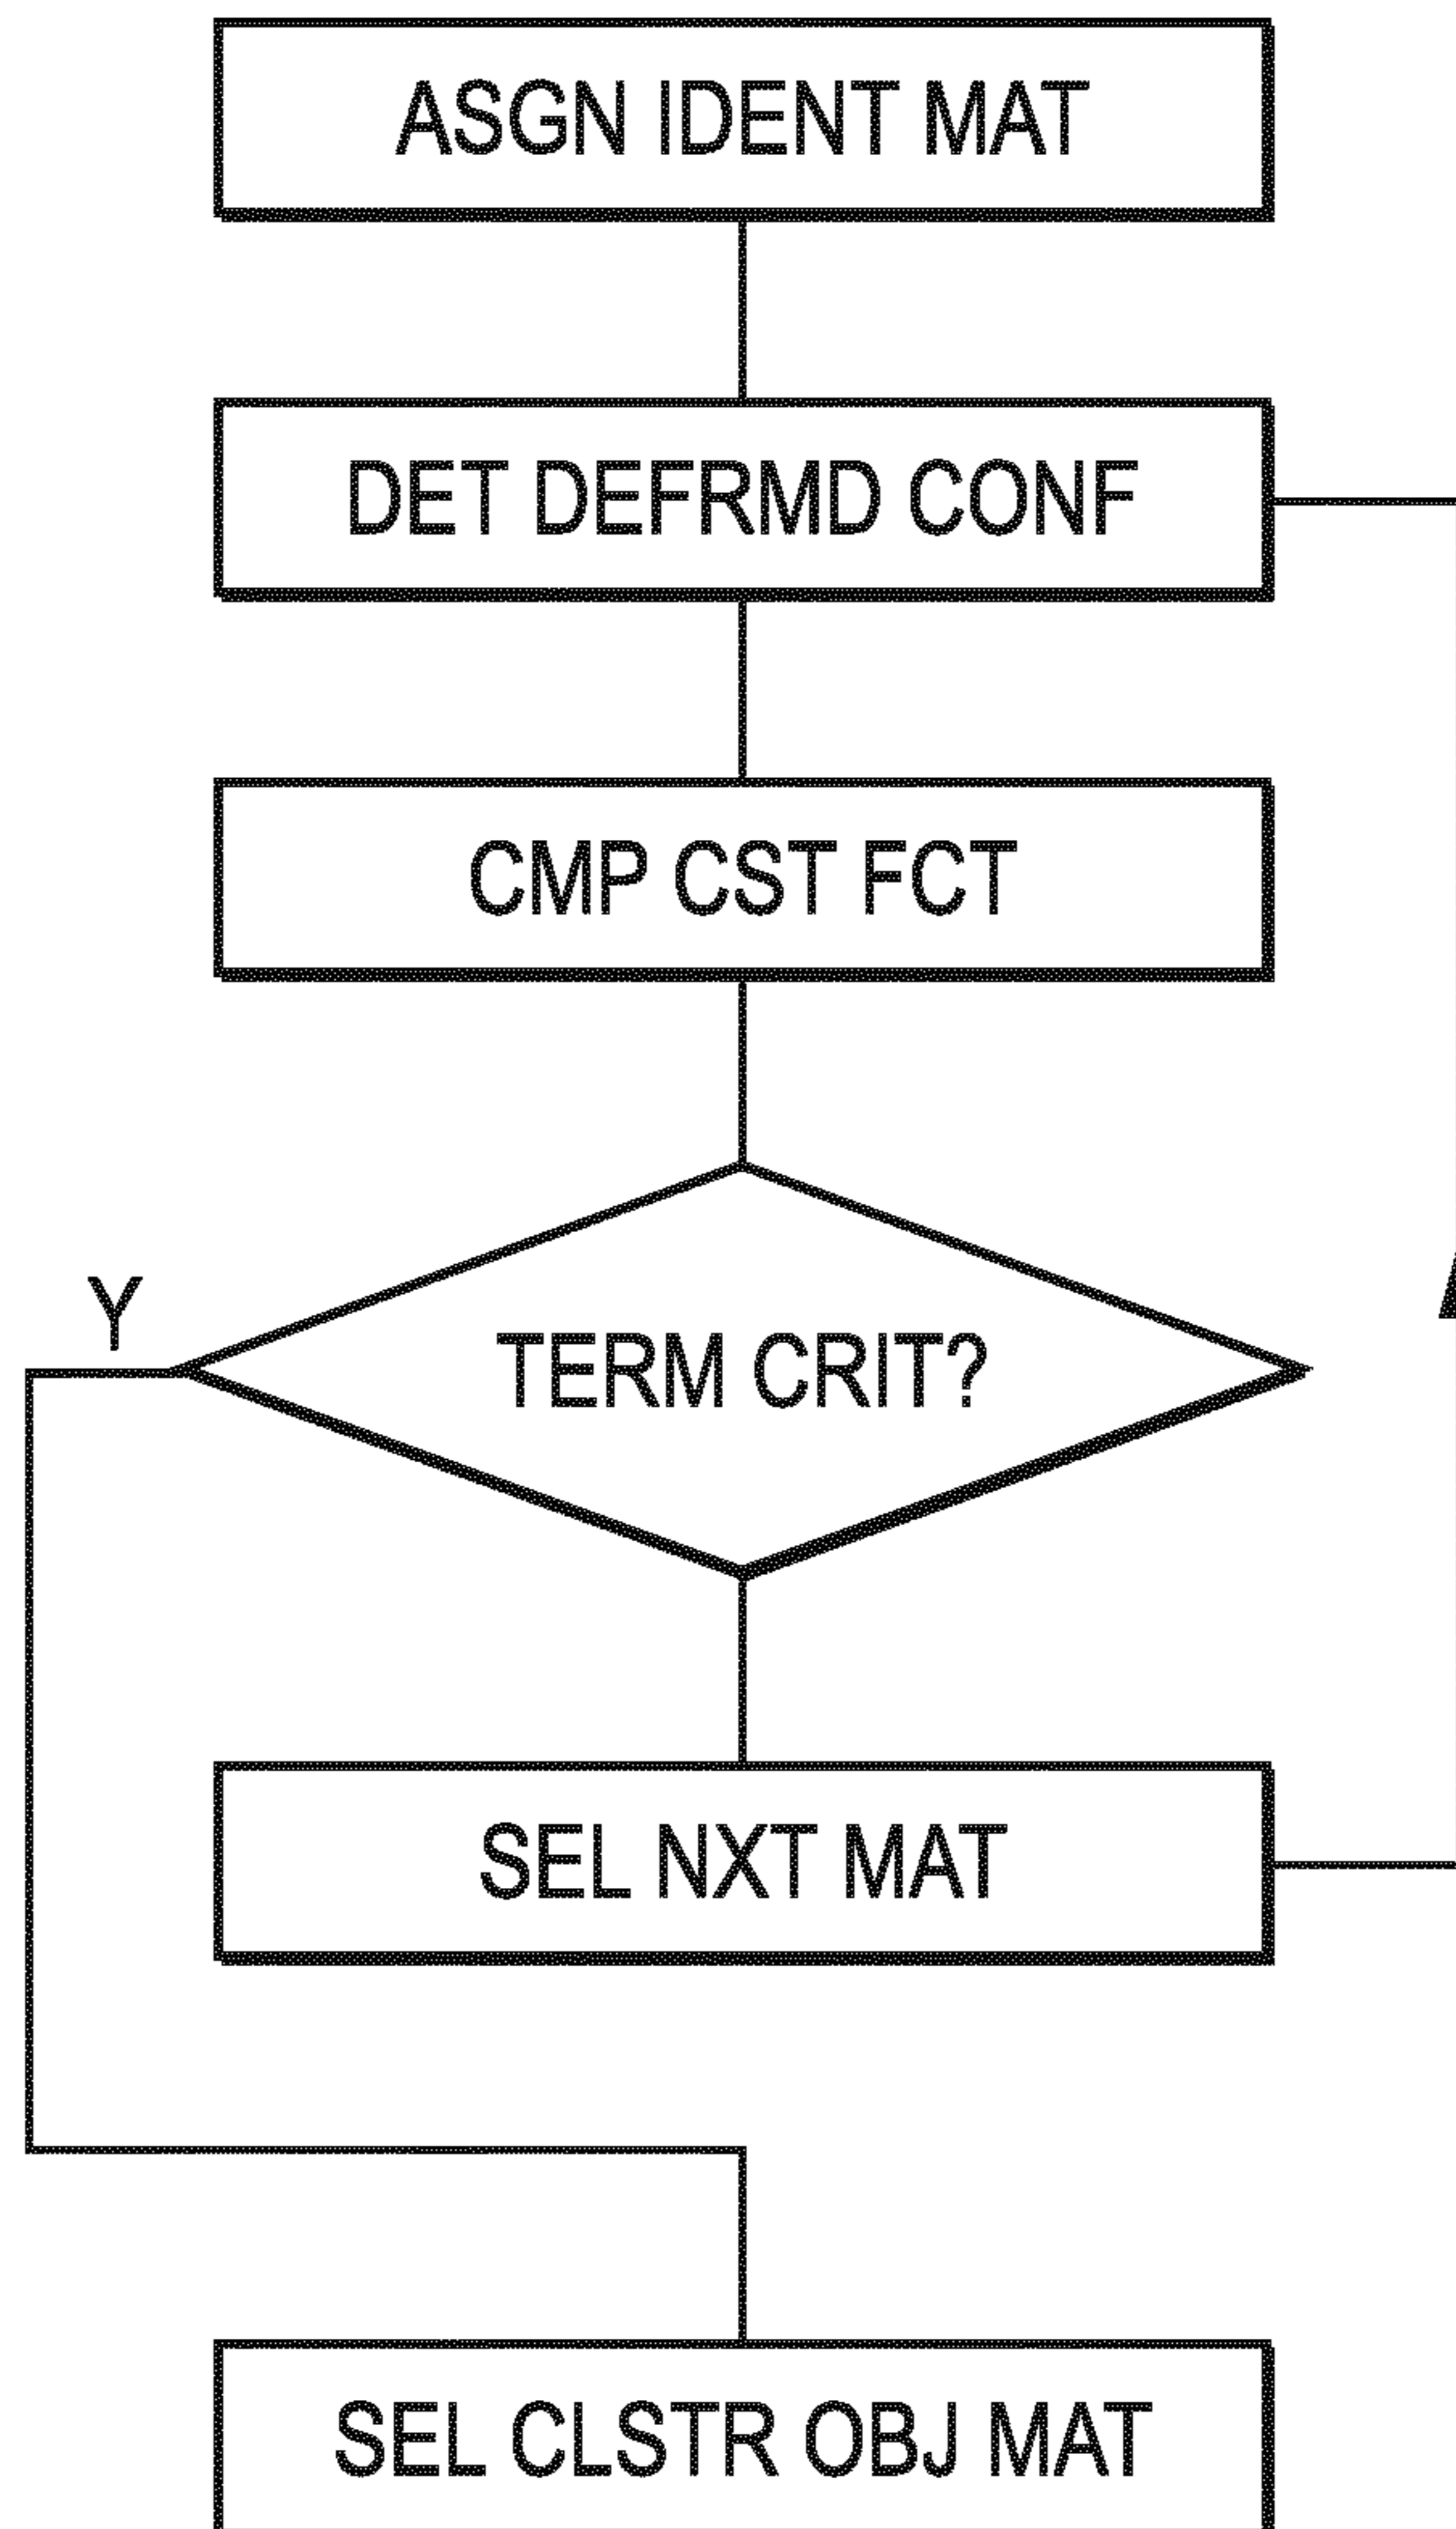 ASGN IDENT MAT
DET DEFRMD CONF
CMP CST FCT
Y
TERM CRIT?
SEL NXT MAT
SEL CLSTR OBJ MAT